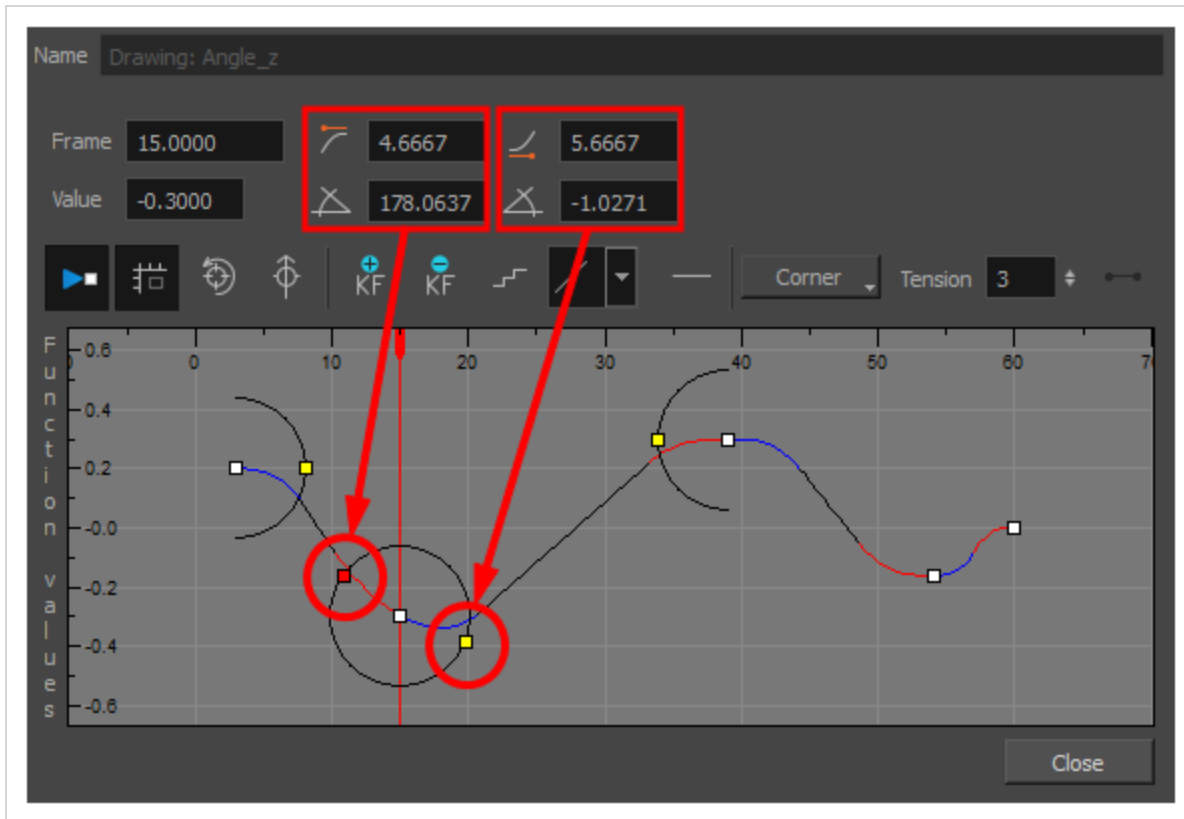 Name Drawing: Angle_z
Frame 15.0000 4.6667 5.6667
Value -0.3000 178.0637 -1.0271
KF KF Corner Tension 3
Function values
0.6
0 10 20 30 40 50 60 70
0.4
0.2
-0.0
-0.2
-0.4
-0.6
Close